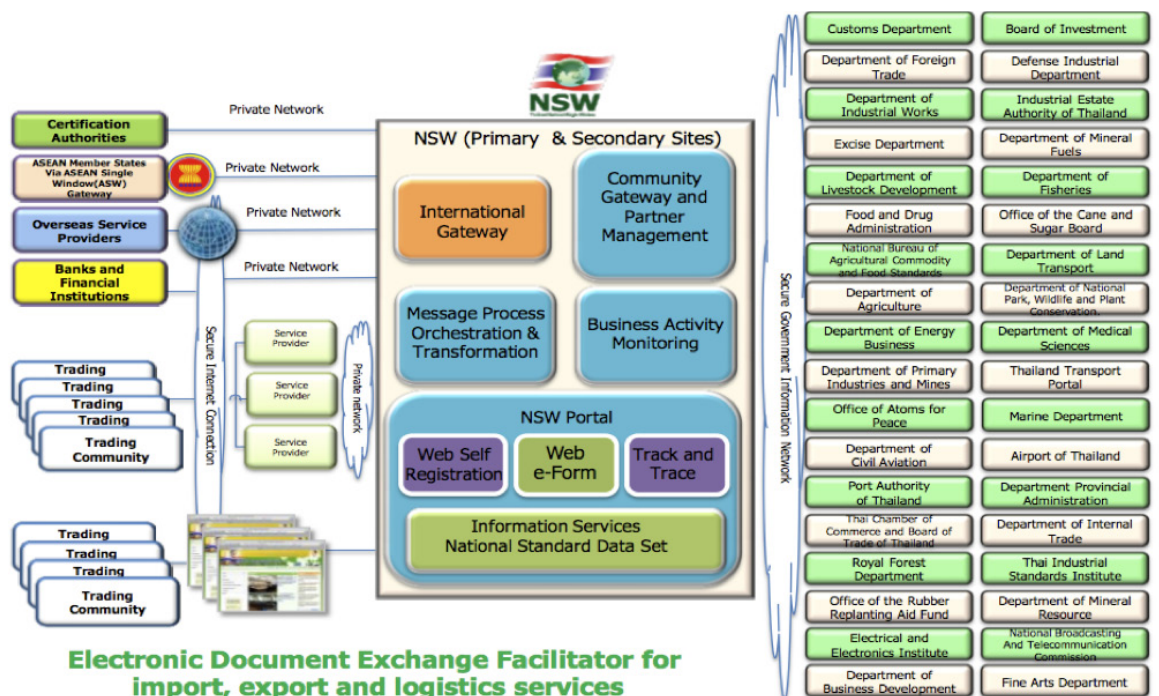 NSW
Certification
Authorities
ASEAN Member States
Via ASEAN Single
Window(ASW)
Gateway
Overseas Service
Providers
Banks and
Financial
Institutions
Private Network
Private Network
Private Network
Private Network
Secure Internet Connection
Service
Provider
Service
Provider
Service
Provider
Private network
Trading
Trading
Trading
Trading
Trading
Community
Trading
Trading
Trading
Trading
Community
NSW (Primary & Secondary Sites)
International
Gateway
Community
Gateway and
Partner
Management
Message Process
Orchestration &
Transformation
Business Activity
Monitoring
NSW Portal
Web Self
Registration
Web
e-Form
Track and
Trace
Information Services
National Standard Data Set
Secure Government Information Network
Customs Department
Board of Investment
Department of Foreign
Trade
Defense Industrial
Department
Department of
Industrial Works
Industrial Estate
Authority of Thailand
Excise Department
Department of Mineral
Fuels
Department of
Livestock Development
Department of
Fisheries
Food and Drug
Administration
Office of the Cane and
Sugar Board
National Bureau of
Agricultural Commodity
and Food Standards
Department of Land
Transport
Department of
Agriculture
Department of National
Park, Wildlife and Plant
Conservation.
Department of Energy
Business
Department of Medical
Sciences
Department of Primary
Industries and Mines
Thailand Transport
Portal
Office of Atoms for
Peace
Marine Department
Department of
Civil Aviation
Airport of Thailand
Port Authority
of Thailand
Department Provincial
Administration
Thai Chamber of
Commerce and Board of
Trade of Thailand
Department of Internal
Trade
Royal Forest
Department
Thai Industrial
Standards Institute
Office of the Rubber
Replanting Aid Fund
Department of Mineral
Resource
Electrical and
Electronics Institute
National Broadcasting
And Telecommunication
Commission
Department of
Business Development
Fine Arts Department
Electronic Document Exchange Facilitator for
import, export and logistics services